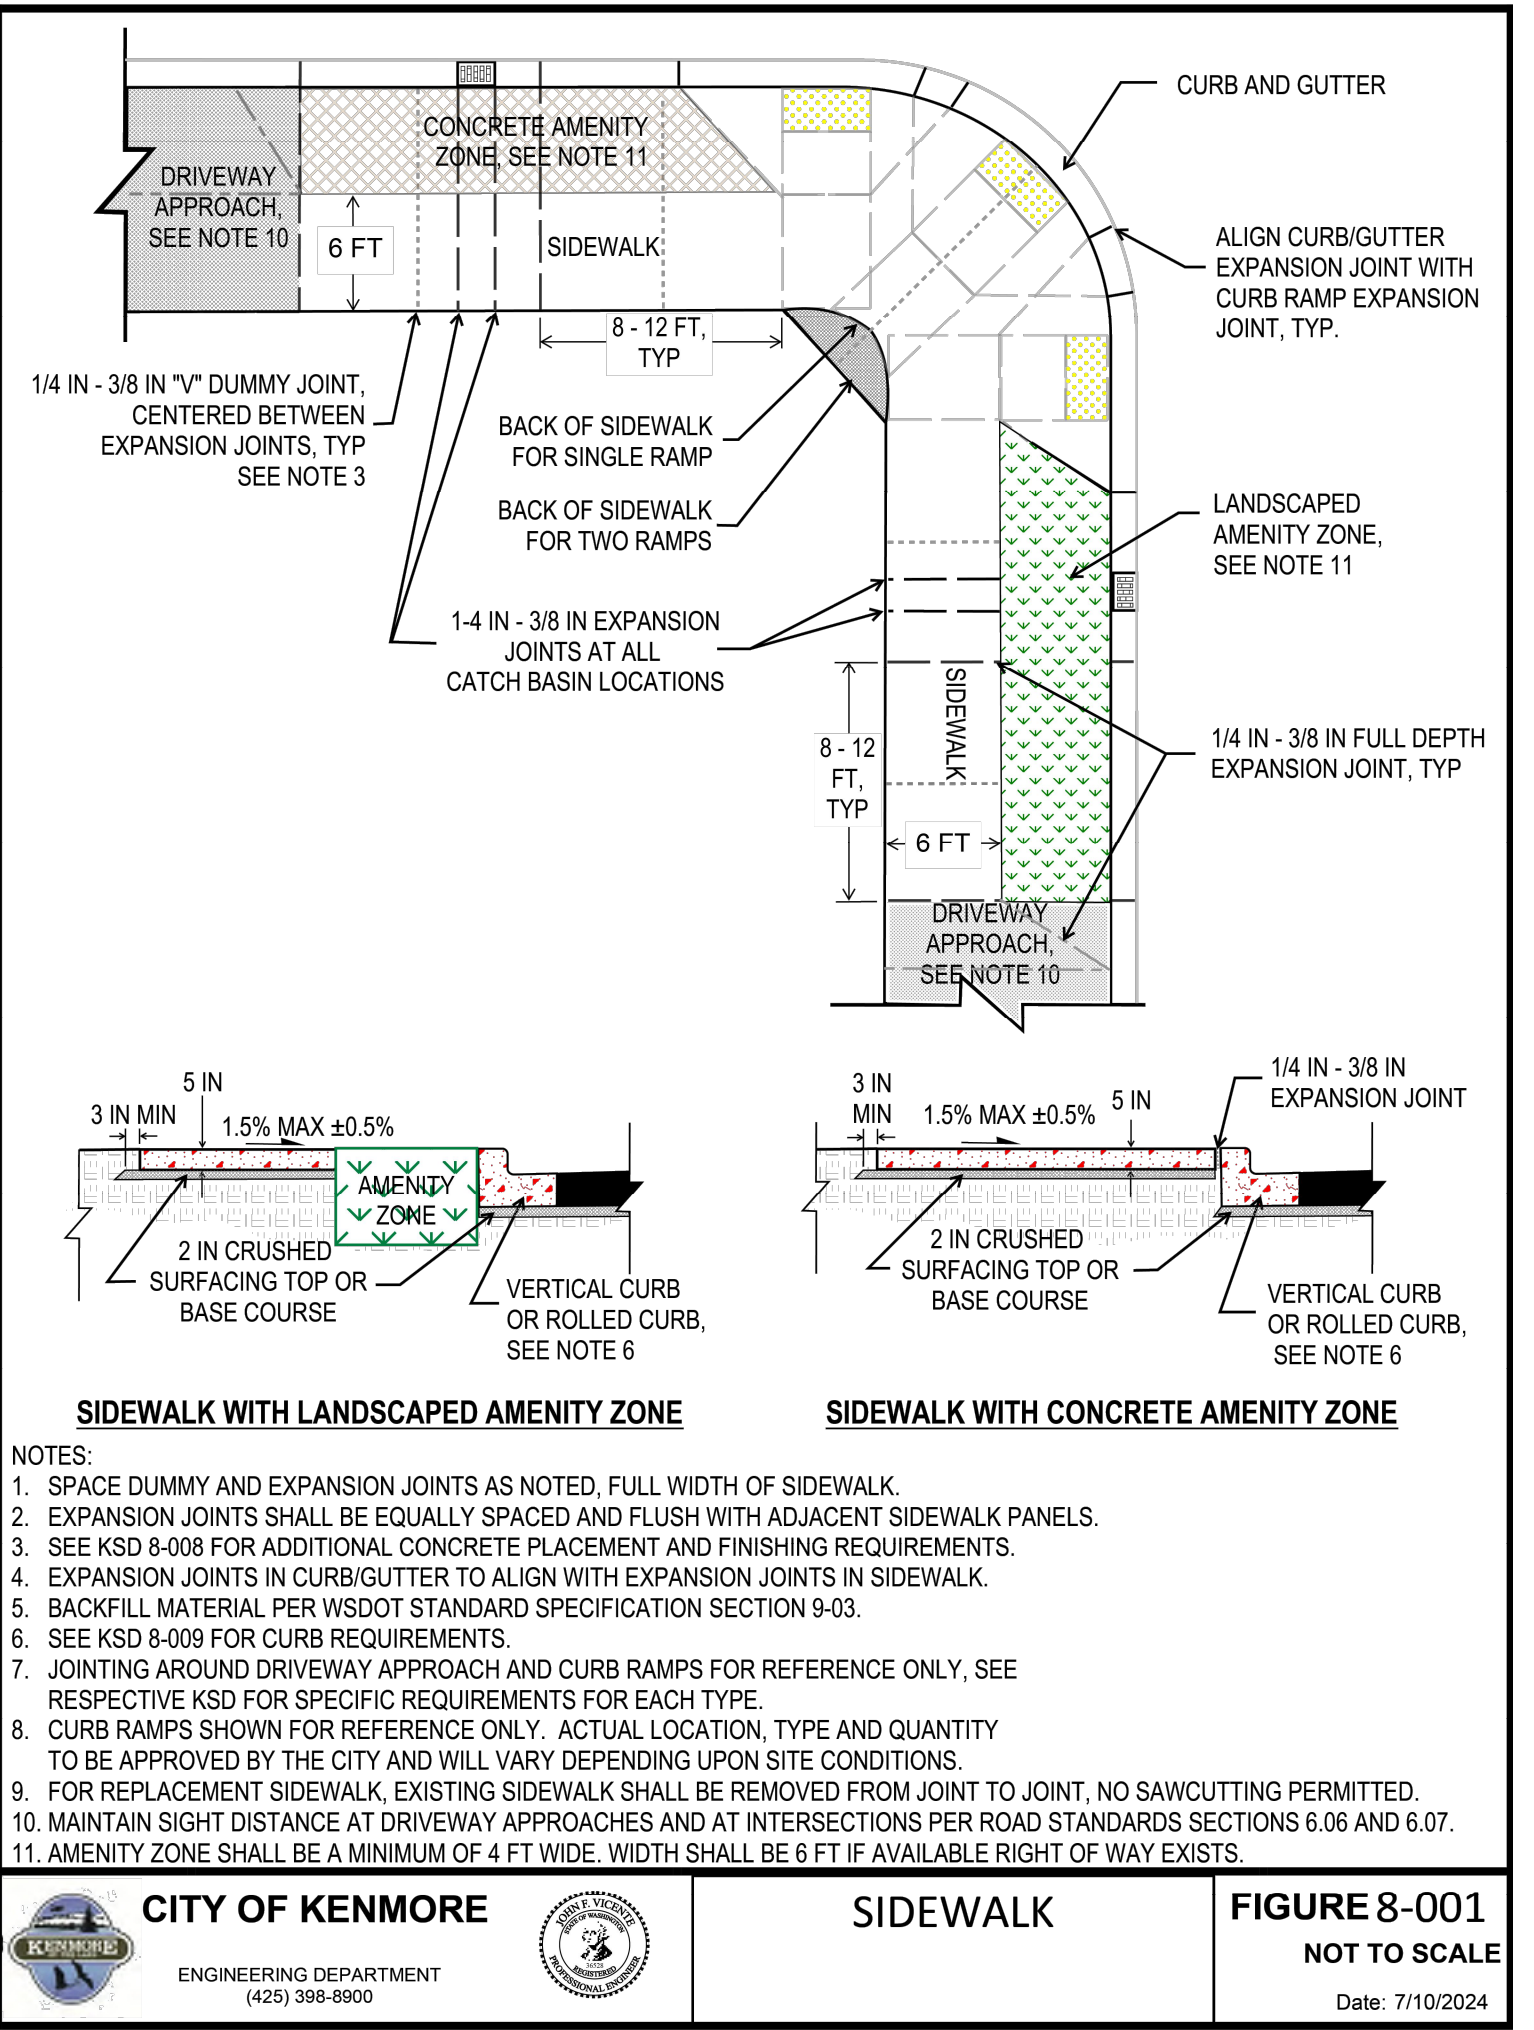 CURB AND GUTTER
CONCRETE AMENITY
ZONE, SEE NOTE 11
DRIVEWAY
APPROACH,
SEE NOTE 10
6 FT
SIDEWALK
ALIGN CURB/GUTTER
EXPANSION JOINT WITH
CURB RAMP EXPANSION
JOINT, TYP.
8 - 12 FT,
TYP
1/4 IN - 3/8 IN "V" DUMMY JOINT,
CENTERED BETWEEN
EXPANSION JOINTS, TYP
SEE NOTE 3
BACK OF SIDEWALK
FOR SINGLE RAMP
BACK OF SIDEWALK
FOR TWO RAMPS
LANDSCAPED
AMENITY ZONE,
SEE NOTE 11
1-4 IN - 3/8 IN EXPANSION
JOINTS AT ALL
CATCH BASIN LOCATIONS
SIDEWALK
8 - 12
FT,
TYP
1/4 IN - 3/8 IN FULL DEPTH
EXPANSION JOINT, TYP
6 FT
DRIVEWAY
APPROACH,
SEE NOTE 10
5 IN
3 IN MIN
1.5% MAX ±0.5%
AMENITY
ZONE
2 IN CRUSHED
SURFACING TOP OR
BASE COURSE
VERTICAL CURB
OR ROLLED CURB,
SEE NOTE 6
SIDEWALK WITH LANDSCAPED AMENITY ZONE
3 IN
MIN
1.5% MAX ±0.5%
5 IN
1/4 IN - 3/8 IN
EXPANSION JOINT
2 IN CRUSHED
SURFACING TOP OR
BASE COURSE
VERTICAL CURB
OR ROLLED CURB,
SEE NOTE 6
SIDEWALK WITH CONCRETE AMENITY ZONE
NOTES:
1. SPACE DUMMY AND EXPANSION JOINTS AS NOTED, FULL WIDTH OF SIDEWALK.
2. EXPANSION JOINTS SHALL BE EQUALLY SPACED AND FLUSH WITH ADJACENT SIDEWALK PANELS.
3. SEE KSD 8-008 FOR ADDITIONAL CONCRETE PLACEMENT AND FINISHING REQUIREMENTS.
4. EXPANSION JOINTS IN CURB/GUTTER TO ALIGN WITH EXPANSION JOINTS IN SIDEWALK.
5. BACKFILL MATERIAL PER WSDOT STANDARD SPECIFICATION SECTION 9-03.
6. SEE KSD 8-009 FOR CURB REQUIREMENTS.
7. JOINTING AROUND DRIVEWAY APPROACH AND CURB RAMPS FOR REFERENCE ONLY, SEE
RESPECTIVE KSD FOR SPECIFIC REQUIREMENTS FOR EACH TYPE.
8. CURB RAMPS SHOWN FOR REFERENCE ONLY. ACTUAL LOCATION, TYPE AND QUANTITY
TO BE APPROVED BY THE CITY AND WILL VARY DEPENDING UPON SITE CONDITIONS.
9. FOR REPLACEMENT SIDEWALK, EXISTING SIDEWALK SHALL BE REMOVED FROM JOINT TO JOINT, NO SAWCUTTING PERMITTED.
10. MAINTAIN SIGHT DISTANCE AT DRIVEWAY APPROACHES AND AT INTERSECTIONS PER ROAD STANDARDS SECTIONS 6.06 AND 6.07.
11. AMENITY ZONE SHALL BE A MINIMUM OF 4 FT WIDE. WIDTH SHALL BE 6 FT IF AVAILABLE RIGHT OF WAY EXISTS.
KENMORE
CITY OF KENMORE
ENGINEERING DEPARTMENT
(425) 398-8900
JOHN F. VICENTE
STATE OF WASHINGTON
36528
REGISTERED
PROFESSIONAL ENGINEER
SIDEWALK
FIGURE 8-001
NOT TO SCALE
Date: 7/10/2024